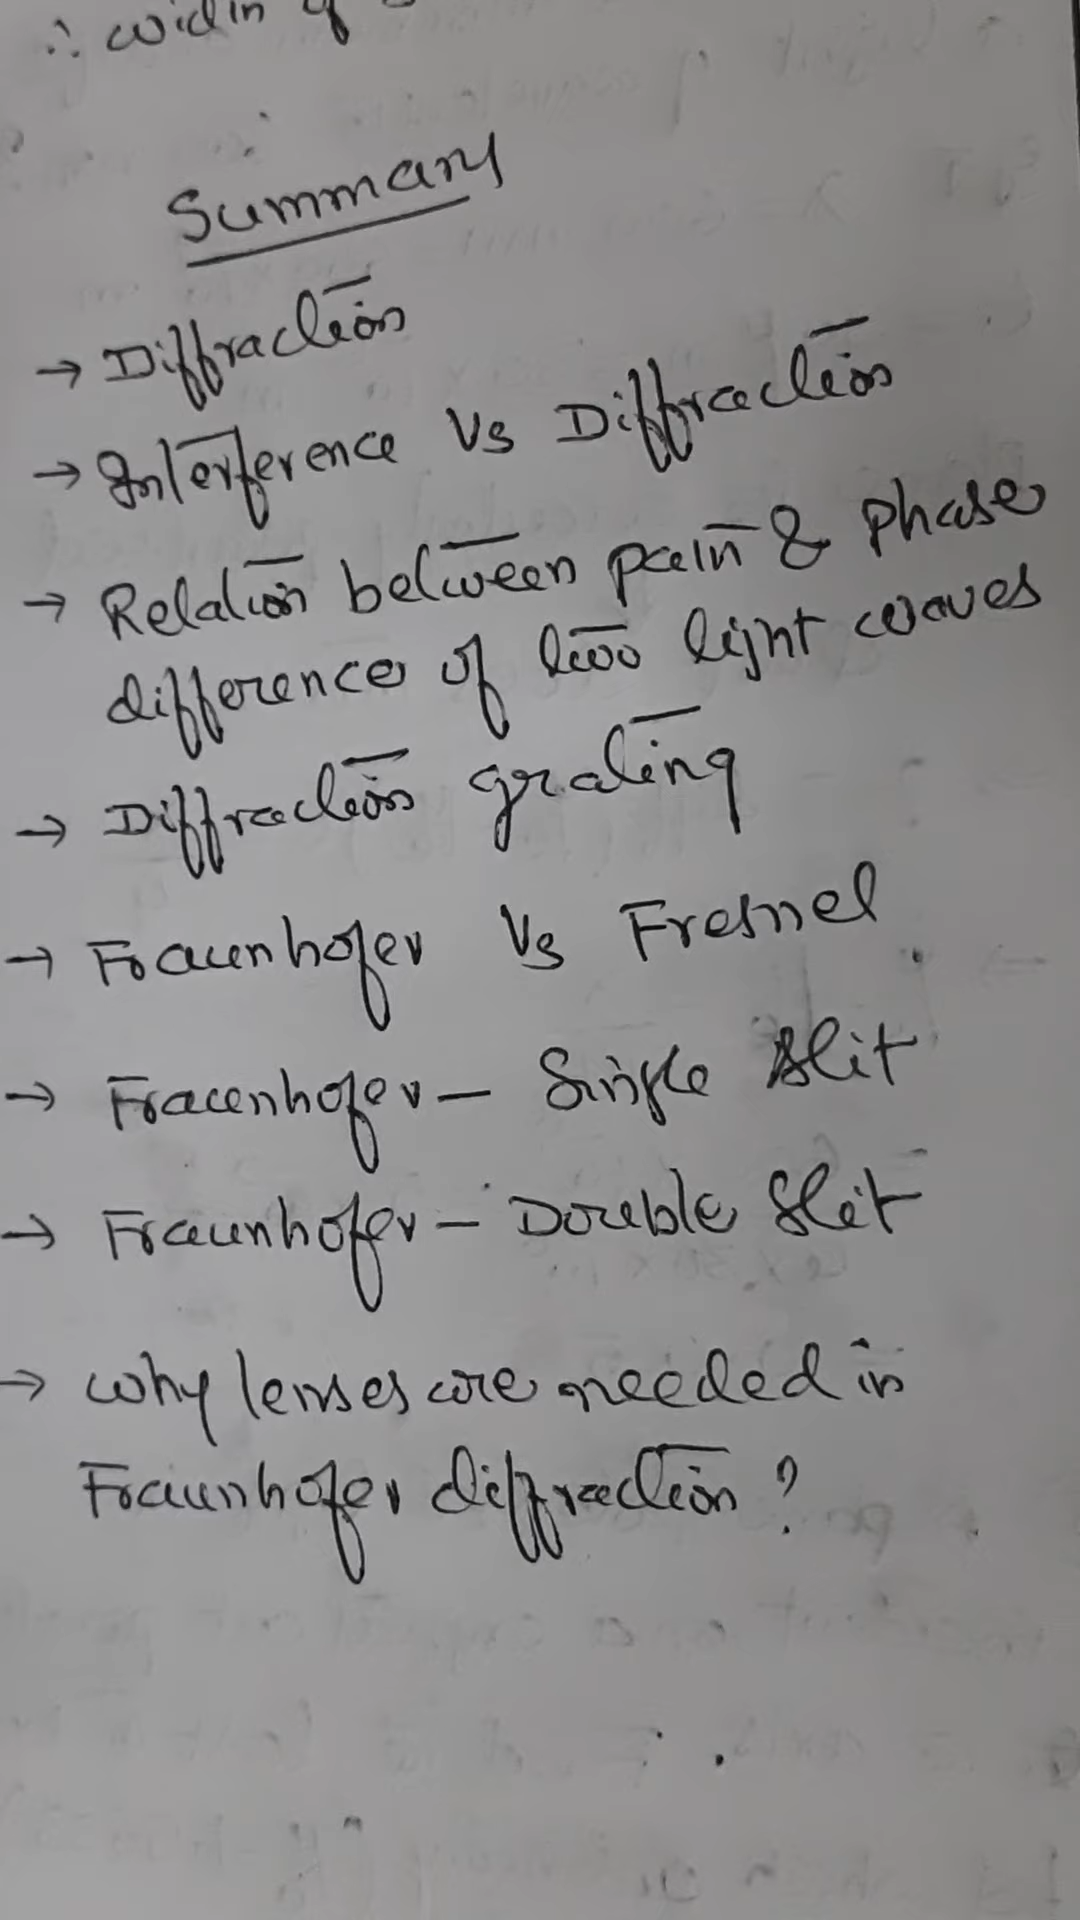 ∴ width of
Summary
→ Diffraction
→ Interference Vs Diffraction
→ Relation between path & phase
difference of two light waves
→ Diffraction grating
→ Fraunhofer Vs Fresnel
→ Fraunhofer – Single slit
→ Fraunhofer – Double slit
→ why lenses are needed in
Fraunhofer diffraction ?